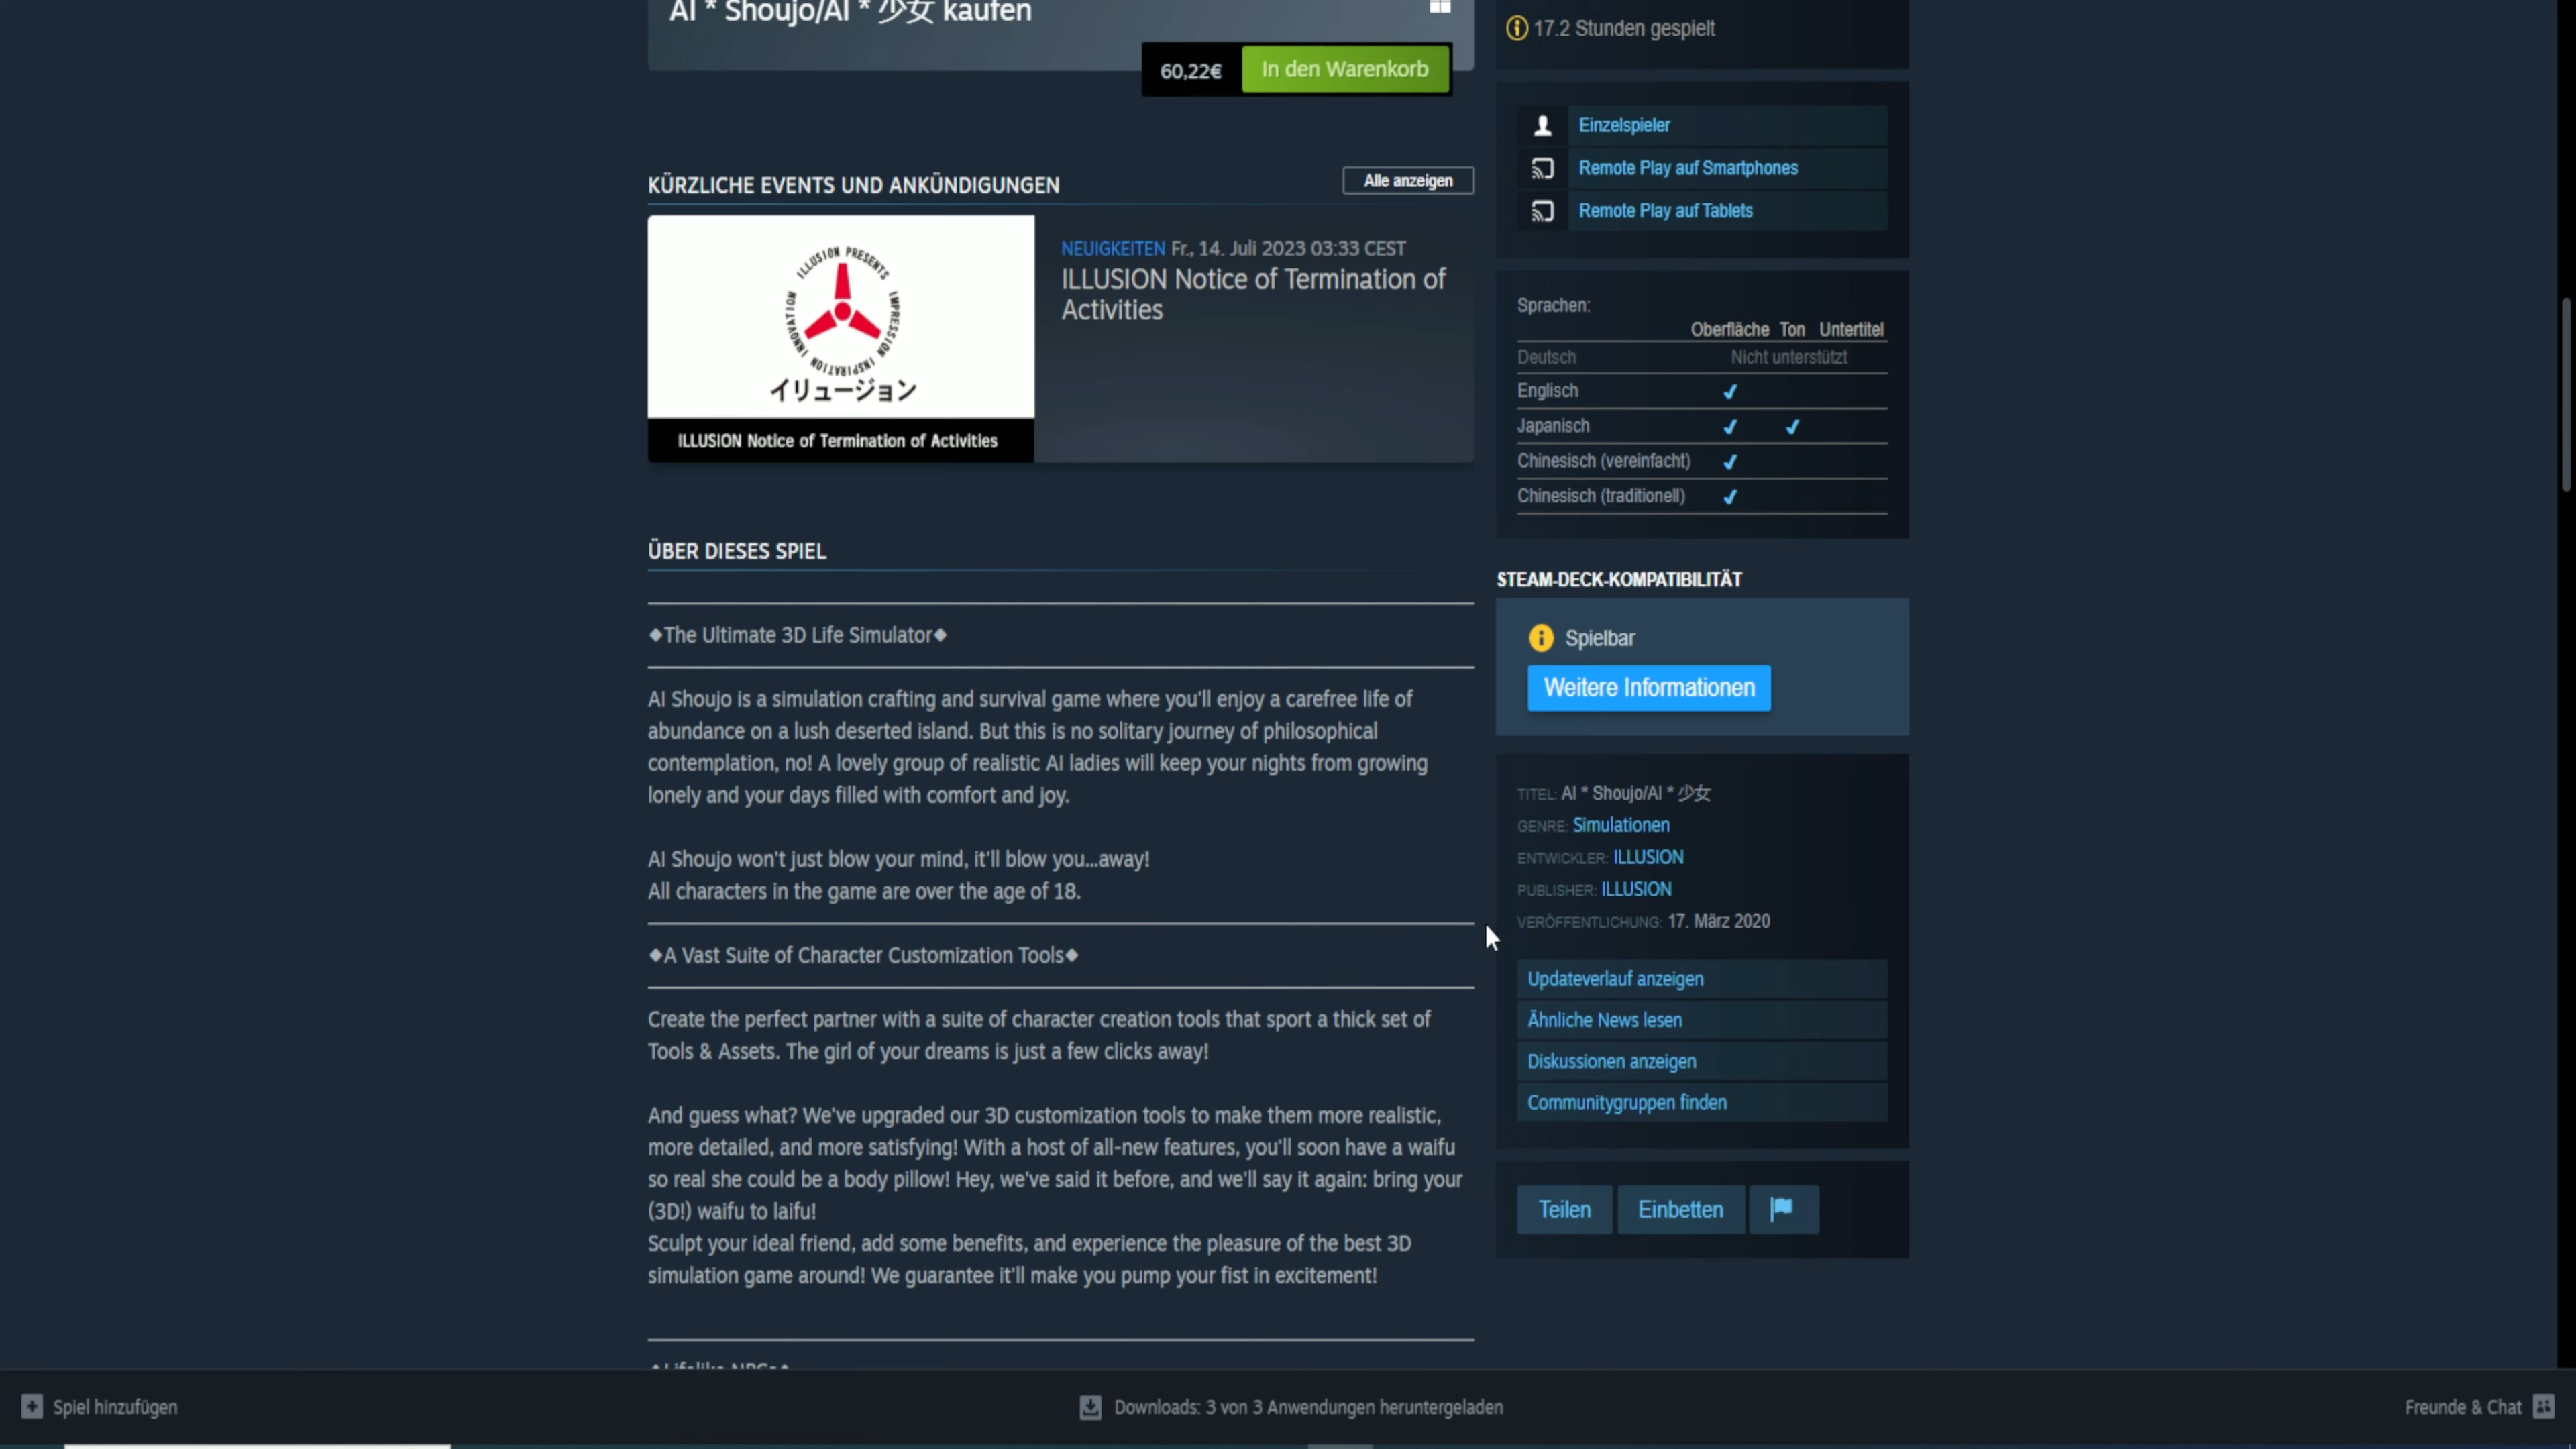 AI * Shoujo/AI * 少女 kaufen
60,22€
In den Warenkorb
KÜRZLICHE EVENTS UND ANKÜNDIGUNGEN
Alle anzeigen
ILLUSION PRESENTS IMPRESSION INSPIRATION INNOVATION
イリュージョン
ILLUSION Notice of Termination of Activities
NEUIGKEITEN Fr., 14. Juli 2023 03:33 CEST
ILLUSION Notice of Termination of
Activities
ÜBER DIESES SPIEL
◆The Ultimate 3D Life Simulator◆
AI Shoujo is a simulation crafting and survival game where you'll enjoy a carefree life of
abundance on a lush deserted island. But this is no solitary journey of philosophical
contemplation, no! A lovely group of realistic AI ladies will keep your nights from growing
lonely and your days filled with comfort and joy.
AI Shoujo won't just blow your mind, it'll blow you...away!
All characters in the game are over the age of 18.
◆A Vast Suite of Character Customization Tools◆
Create the perfect partner with a suite of character creation tools that sport a thick set of
Tools & Assets. The girl of your dreams is just a few clicks away!
And guess what? We've upgraded our 3D customization tools to make them more realistic,
more detailed, and more satisfying! With a host of all-new features, you'll soon have a waifu
so real she could be a body pillow! Hey, we've said it before, and we'll say it again: bring your
(3D!) waifu to laifu!
Sculpt your ideal friend, add some benefits, and experience the pleasure of the best 3D
simulation game around! We guarantee it'll make you pump your fist in excitement!
◆Lifelike NPCs◆
17.2 Stunden gespielt
Einzelspieler
Remote Play auf Smartphones
Remote Play auf Tablets
Sprachen:
Oberfläche Ton Untertitel
Deutsch Nicht unterstützt
Englisch ✔
Japanisch ✔ ✔
Chinesisch (vereinfacht) ✔
Chinesisch (traditionell) ✔
STEAM-DECK-KOMPATIBILITÄT
Spielbar
Weitere Informationen
TITEL: AI * Shoujo/AI * 少女
GENRE: Simulationen
ENTWICKLER: ILLUSION
PUBLISHER: ILLUSION
VERÖFFENTLICHUNG: 17. März 2020
Updateverlauf anzeigen
Ähnliche News lesen
Diskussionen anzeigen
Communitygruppen finden
Teilen
Einbetten
Spiel hinzufügen
Downloads: 3 von 3 Anwendungen heruntergeladen
Freunde & Chat